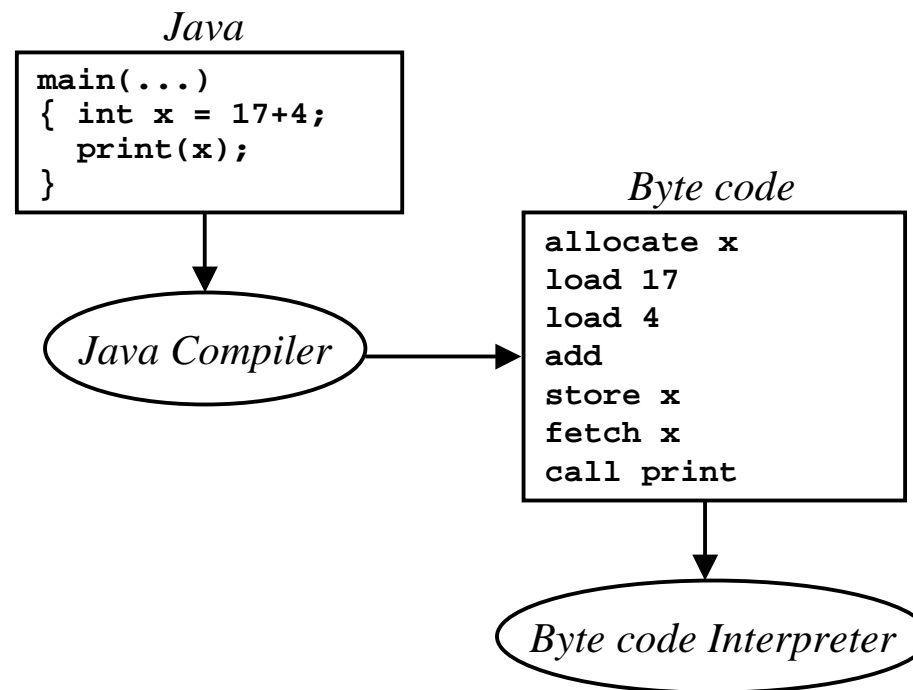 Java
main(...)
{ int x = 17+4;
  print(x);
}
Java Compiler
Byte code
allocate x
load 17
load 4
add
store x
fetch x
call print
Byte code Interpreter